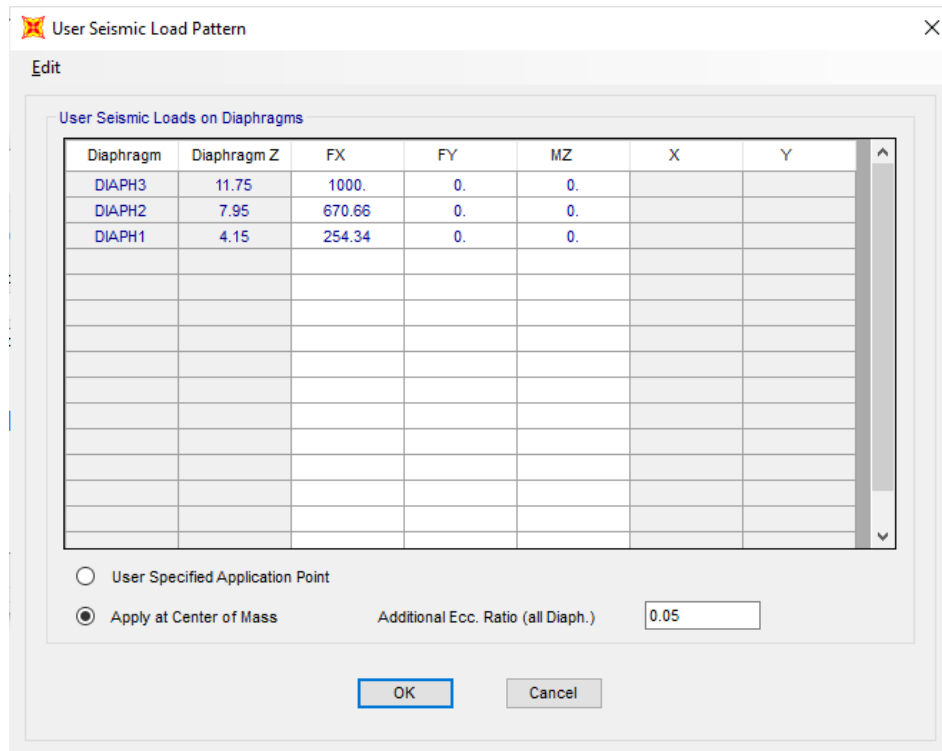 User Seismic Load Pattern
Edit
User Seismic Loads on Diaphragms
Diaphragm Diaphragm Z FX FY MZ X Y
DIAPH3 11.75 1000. 0. 0.
DIAPH2 7.95 670.66 0. 0.
DIAPH1 4.15 254.34 0. 0.
User Specified Application Point
Apply at Center of Mass Additional Ecc. Ratio (all Diaph.) 0.05
OK Cancel